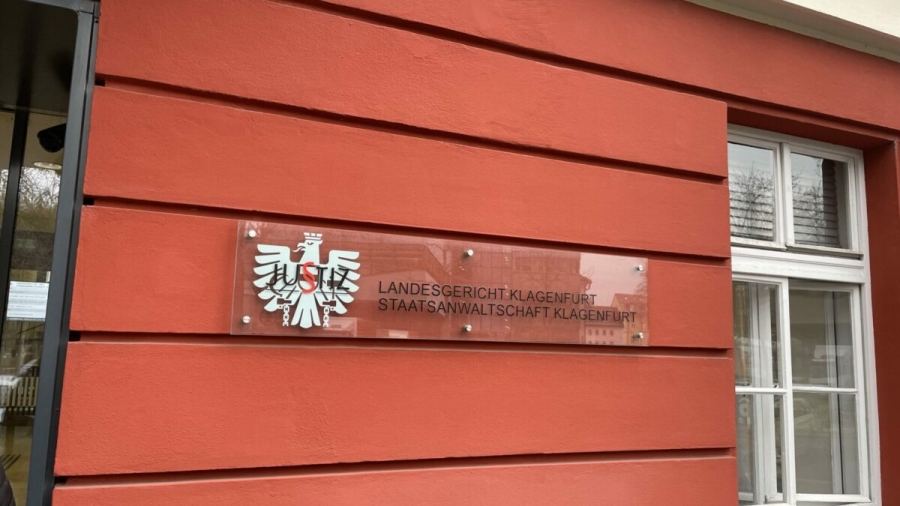 JUSTIZ
LANDESGERICHT KLAGENFURT
STAATSANWALTSCHAFT KLAGENFURT